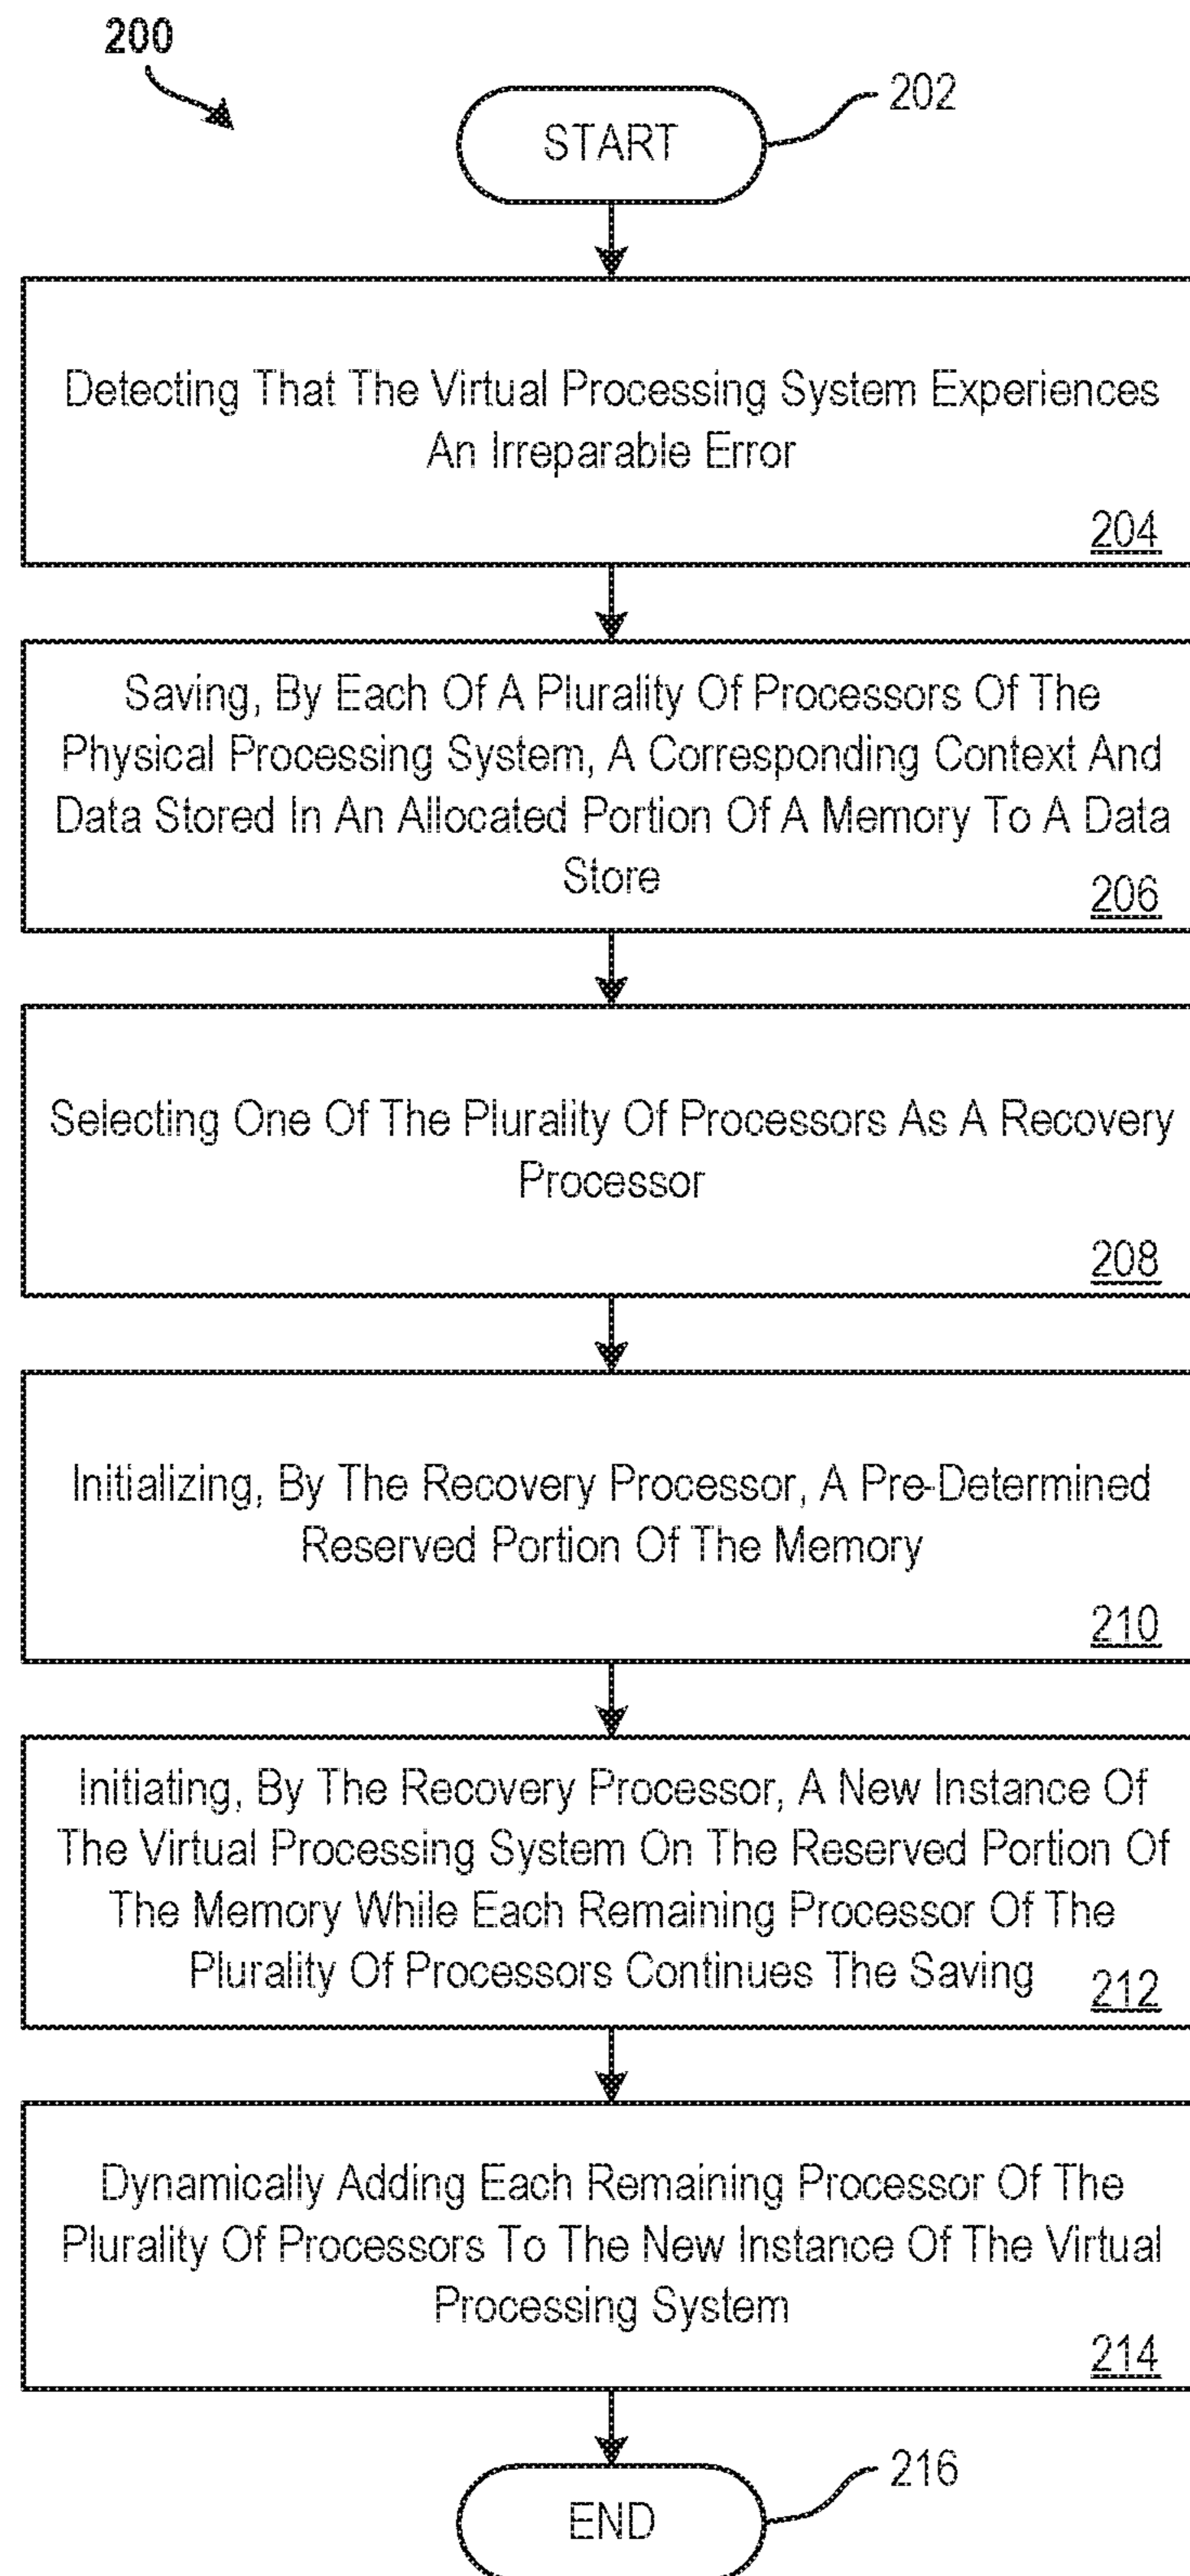 200
202
START
Detecting That The Virtual Processing System Experiences
An Irreparable Error
204
Saving, By Each Of A Plurality Of Processors Of The
Physical Processing System, A Corresponding Context And
Data Stored In An Allocated Portion Of A Memory To A Data
Store
206
Selecting One Of The Plurality Of Processors As A Recovery
Processor
208
Initializing, By The Recovery Processor, A Pre-Determined
Reserved Portion Of The Memory
210
Initiating, By The Recovery Processor, A New Instance Of
The Virtual Processing System On The Reserved Portion Of
The Memory While Each Remaining Processor Of The
Plurality Of Processors Continues The Saving
212
Dynamically Adding Each Remaining Processor Of The
Plurality Of Processors To The New Instance Of The Virtual
Processing System
214
216
END